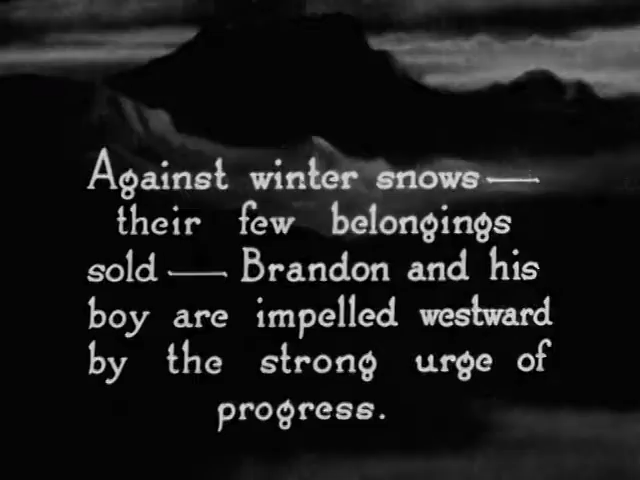 Against winter snows —
their few belongings
sold — Brandon and his
boy are impelled westward
by the strong urge of
progress.